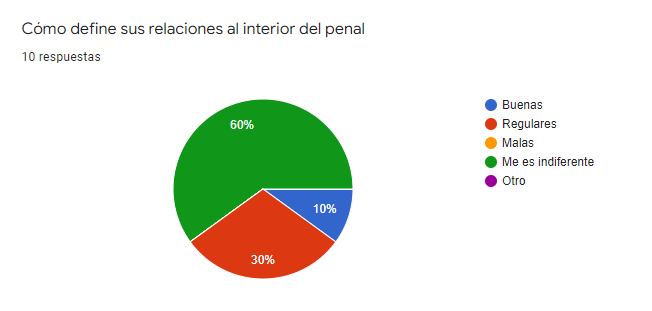 Cómo define sus relaciones al interior del penal
10 respuestas
60%
10%
30%
Buenas
Regulares
Malas
Me es indiferente
Otro